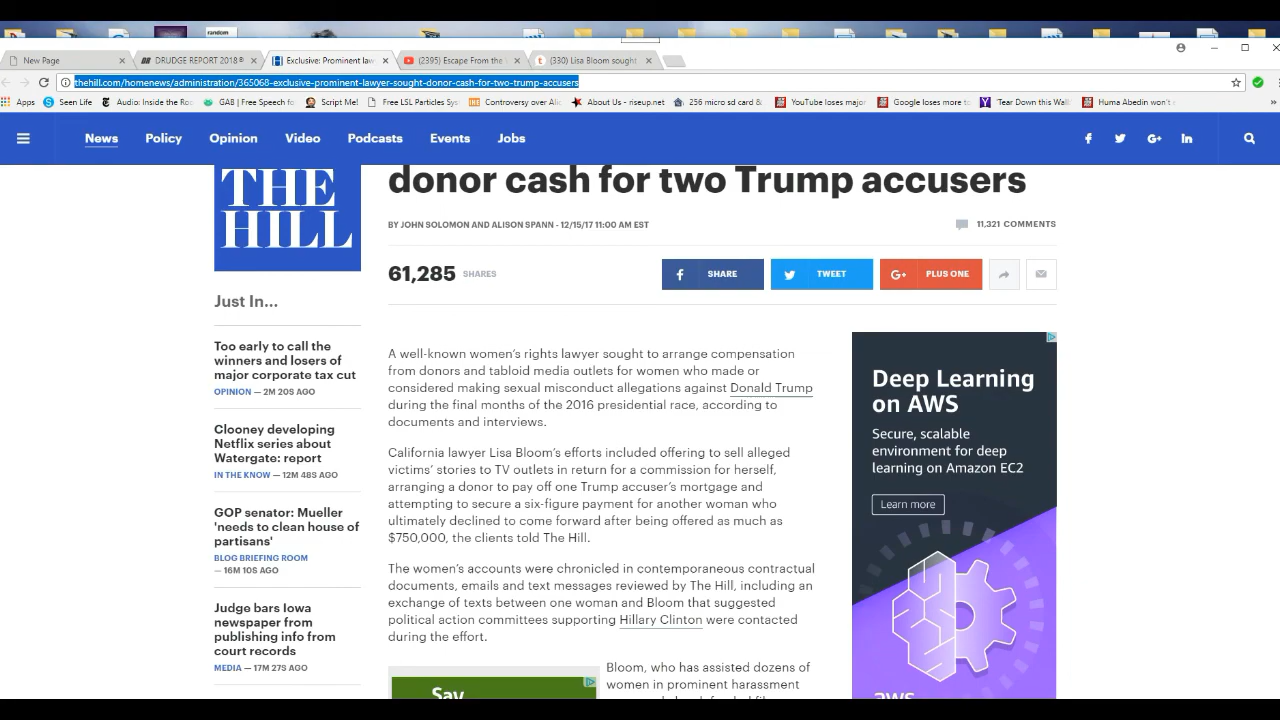 random
New Page
DRUDGE REPORT 2018®
Exclusive: Prominent law
(2395) Escape From the
(330) Lisa Bloom sought
thehill.com/homenews/administration/365068-exclusive-prominent-lawyer-sought-donor-cash-for-two-trump-accusers
Apps
Seen Life
Audio: Inside the Ro
GAB | Free Speech fo
Script Me!
Free LSL Particles Sys
Controversy over Alic
About Us - riseup.net
256 micro sd card &
YouTube loses major
Google loses more to
'Tear Down this Wall'
Huma Abedin won't e
News
Policy
Opinion
Video
Podcasts
Events
Jobs
THE
HILL
donor cash for two Trump accusers
BY JOHN SOLOMON AND ALISON SPANN - 12/15/17 11:00 AM EST
11,321 COMMENTS
61,285 SHARES
SHARE
TWEET
G+ PLUS ONE
Just In...
Too early to call the
winners and losers of
major corporate tax cut
OPINION — 2M 20S AGO
Clooney developing
Netflix series about
Watergate: report
IN THE KNOW — 12M 48S AGO
GOP senator: Mueller
'needs to clean house of
partisans'
BLOG BRIEFING ROOM
— 16M 10S AGO
Judge bars Iowa
newspaper from
publishing info from
court records
MEDIA — 17M 27S AGO
A well-known women's rights lawyer sought to arrange compensation
from donors and tabloid media outlets for women who made or
considered making sexual misconduct allegations against Donald Trump
during the final months of the 2016 presidential race, according to
documents and interviews.
California lawyer Lisa Bloom's efforts included offering to sell alleged
victims' stories to TV outlets in return for a commission for herself,
arranging a donor to pay off one Trump accuser's mortgage and
attempting to secure a six-figure payment for another woman who
ultimately declined to come forward after being offered as much as
$750,000, the clients told The Hill.
The women's accounts were chronicled in contemporaneous contractual
documents, emails and text messages reviewed by The Hill, including an
exchange of texts between one woman and Bloom that suggested
political action committees supporting Hillary Clinton were contacted
during the effort.
Bloom, who has assisted dozens of
women in prominent harassment
Say
Deep Learning
on AWS
Secure, scalable
environment for deep
learning on Amazon EC2
Learn more
aws